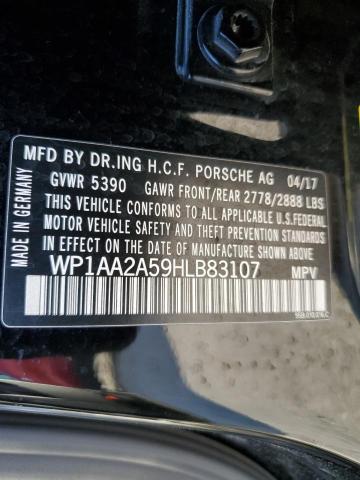 MFD BY DR.ING H.C.F. PORSCHE AG 04/17
GVWR 5390 GAWR FRONT/REAR 2778/2888 LBS
THIS VEHICLE CONFORMS TO ALL APPLICABLE U.S.FEDERAL
MOTOR VEHICLE SAFETY, BUMPER, AND THEFT PREVENTION
STANDARDS IN EFFECT ON THE DATE OF MANUFACTURE SHOWN ABOVE
WP1AA2A59HLB83107 MPV
MADE IN GERMANY